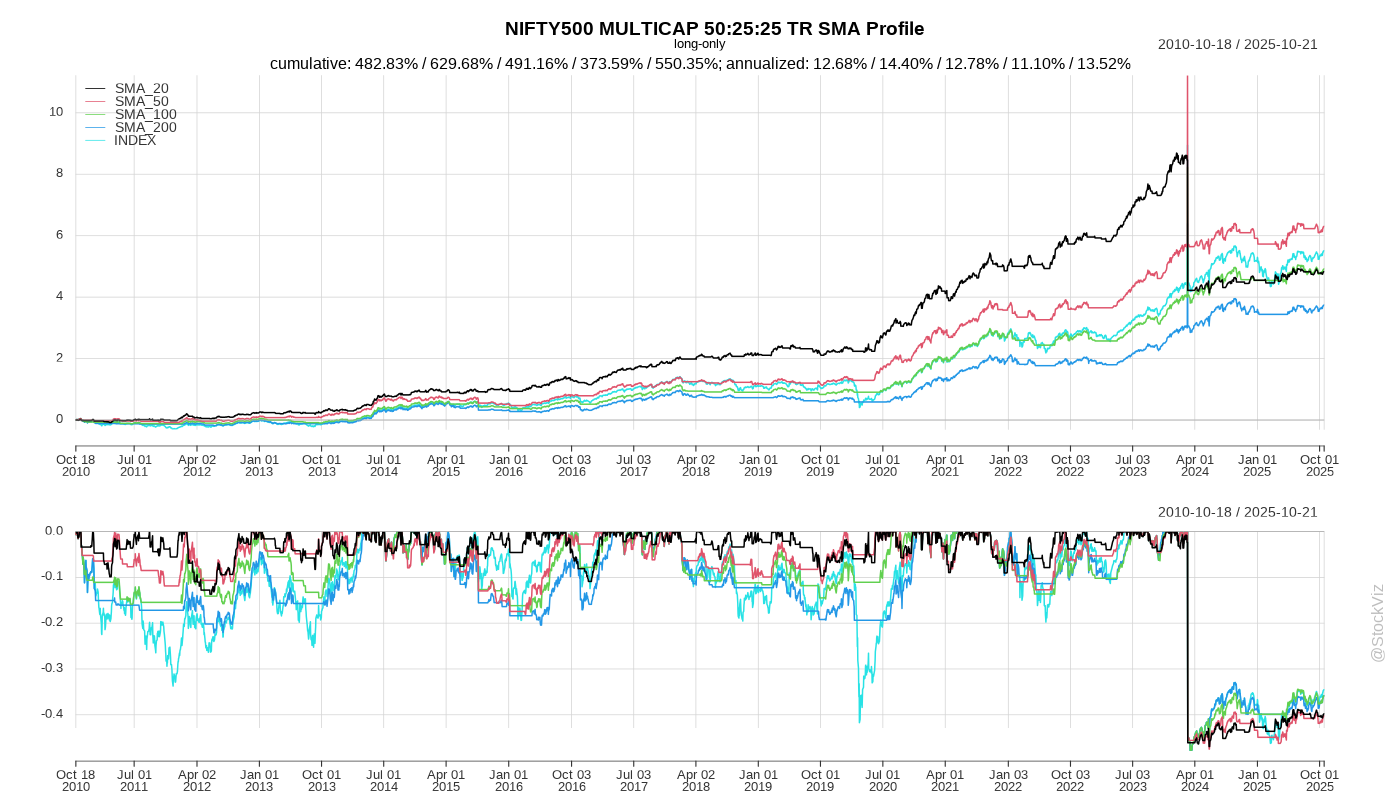 NIFTY500 MULTICAP 50:25:25 TR SMA Profile
long-only
2010-10-18 / 2025-10-21
cumulative: 482.83% / 629.68% / 491.16% / 373.59% / 550.35%; annualized: 12.68% / 14.40% / 12.78% / 11.10% / 13.52%
SMA_20
SMA_50
SMA_100
SMA_200
INDEX
10
8
6
4
2
0
Oct 18 Jul 01 Apr 02 Jan 01 Oct 01 Jul 01 Apr 01 Jan 01 Oct 03 Jul 03 Apr 02 Jan 01 Oct 01 Jul 01 Apr 01 Jan 03 Oct 03 Jul 03 Apr 01 Jan 01 Oct 01
2010 2011 2012 2013 2013 2014 2015 2016 2016 2017 2018 2019 2019 2020 2021 2022 2022 2023 2024 2025 2025
2010-10-18 / 2025-10-21
0.0
-0.1
-0.2
-0.3
-0.4
Oct 18 Jul 01 Apr 02 Jan 01 Oct 01 Jul 01 Apr 01 Jan 01 Oct 03 Jul 03 Apr 02 Jan 01 Oct 01 Jul 01 Apr 01 Jan 03 Oct 03 Jul 03 Apr 01 Jan 01 Oct 01
2010 2011 2012 2013 2013 2014 2015 2016 2016 2017 2018 2019 2019 2020 2021 2022 2022 2023 2024 2025 2025
@StockViz